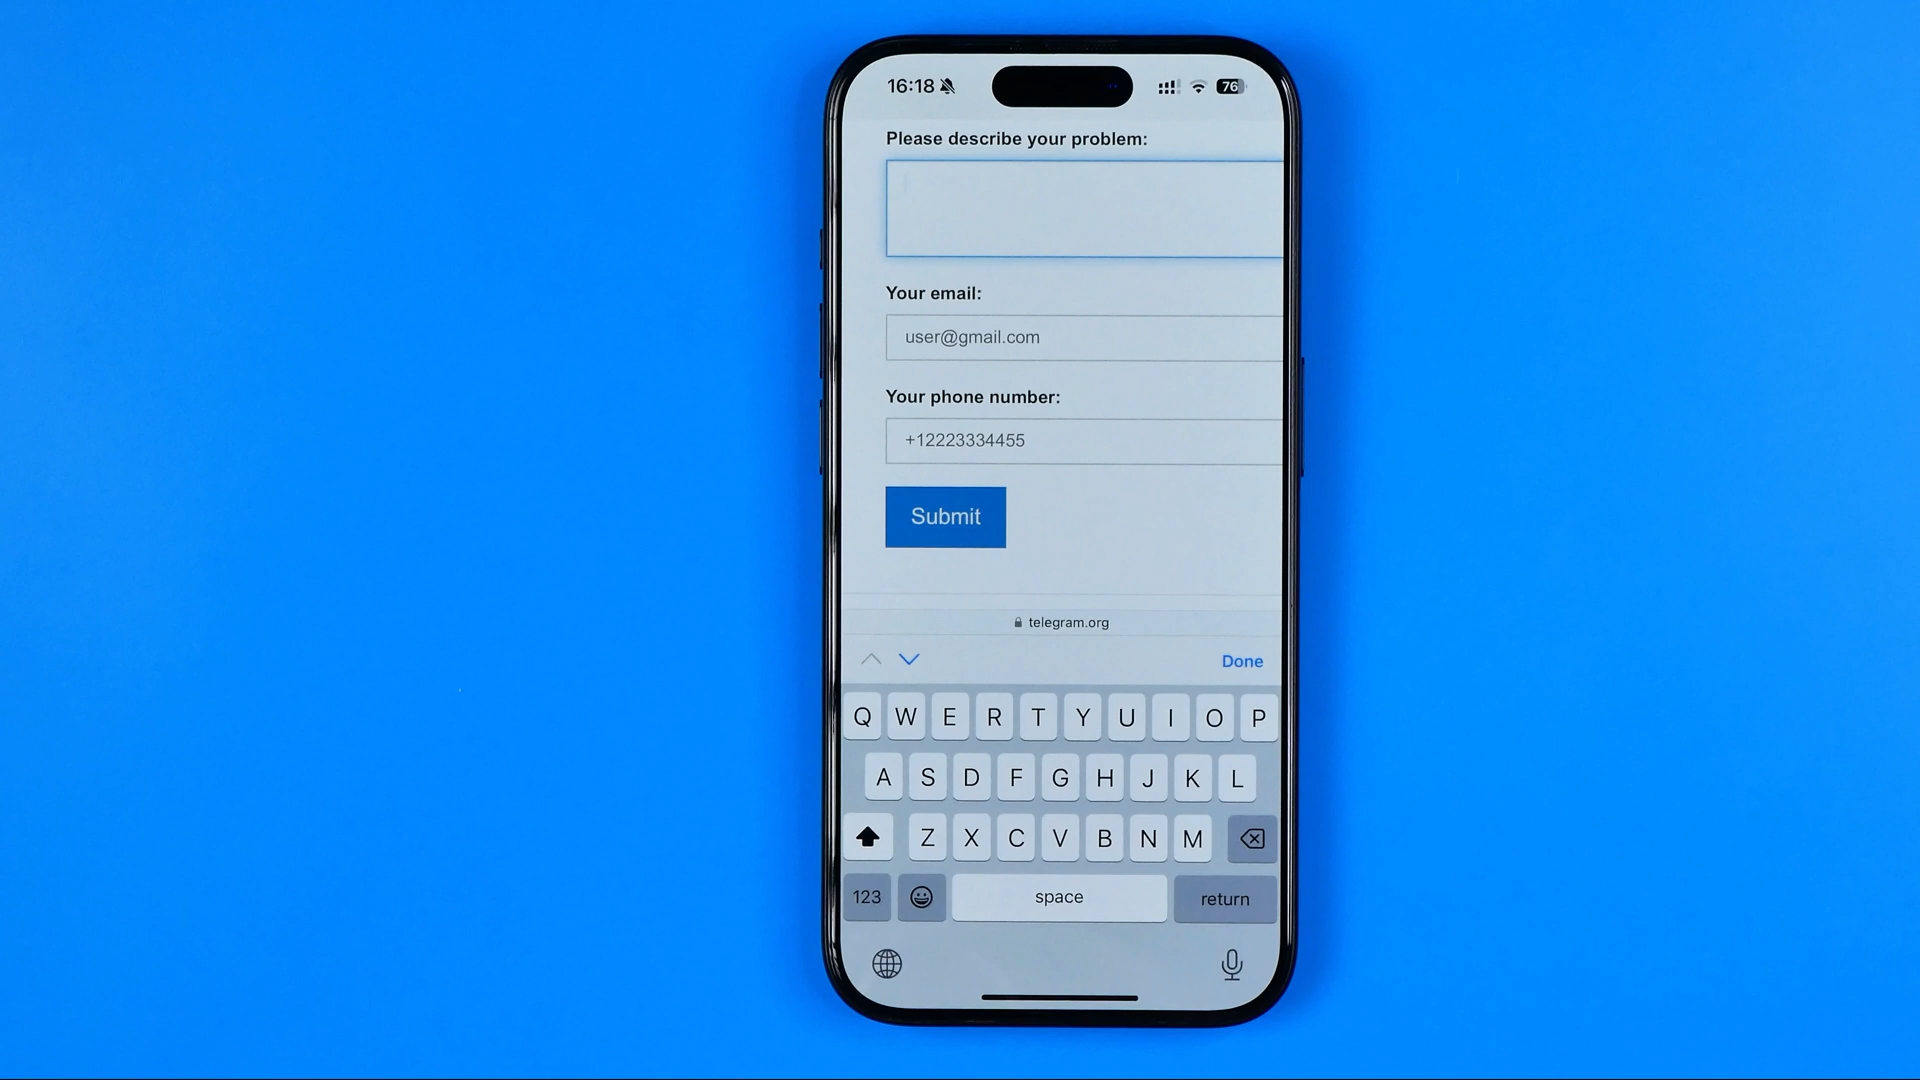 16:18 76
Please describe your problem:
Your email:
user@gmail.com
Your phone number:
+12223334455
Submit
telegram.org
Done
Q W E R T Y U I O P
A S D F G H J K L
Z X C V B N M
123 space return